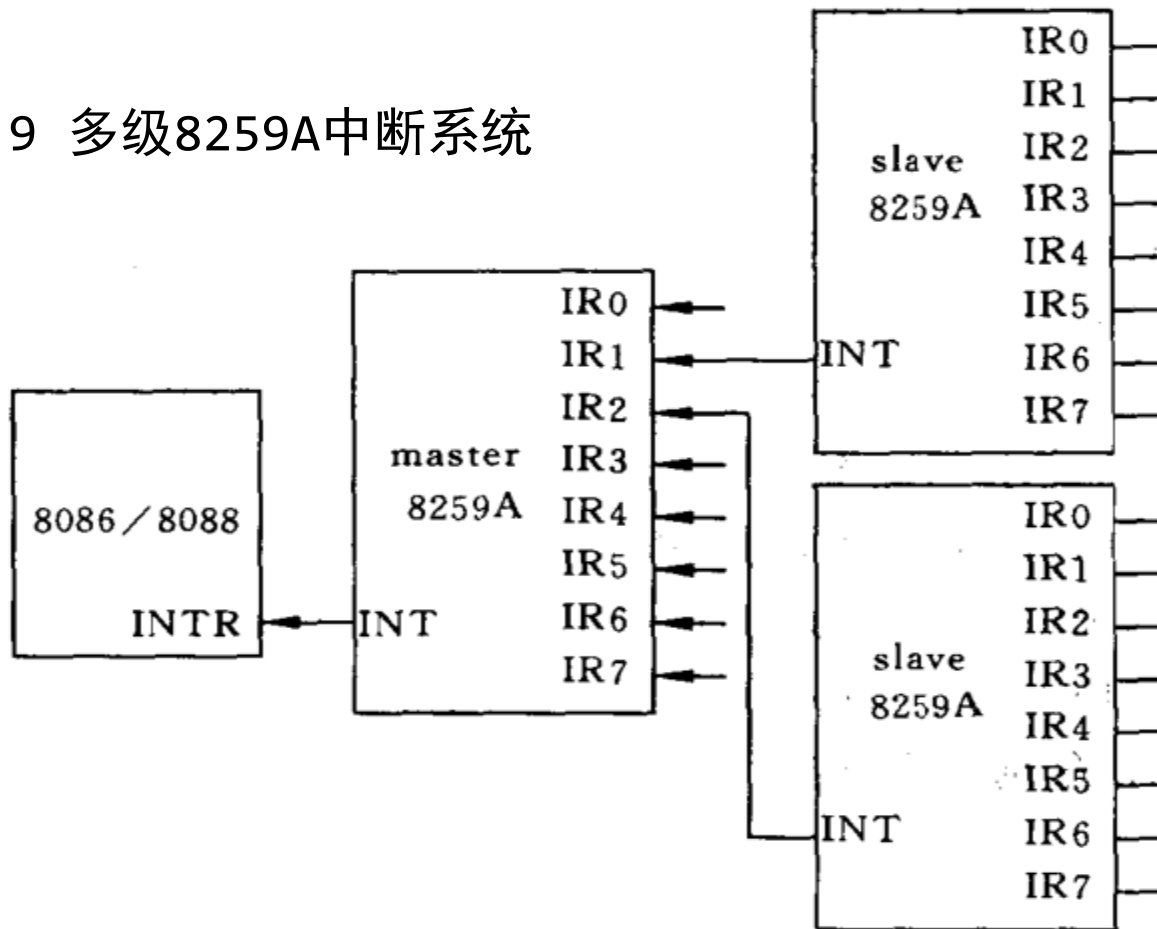 9 多级8259A中断系统
8086／8088
INTR
master
8259A
INT
IR0
IR1
IR2
IR3
IR4
IR5
IR6
IR7
slave
8259A
INT
IR0
IR1
IR2
IR3
IR4
IR5
IR6
IR7
slave
8259A
INT
IR0
IR1
IR2
IR3
IR4
IR5
IR6
IR7